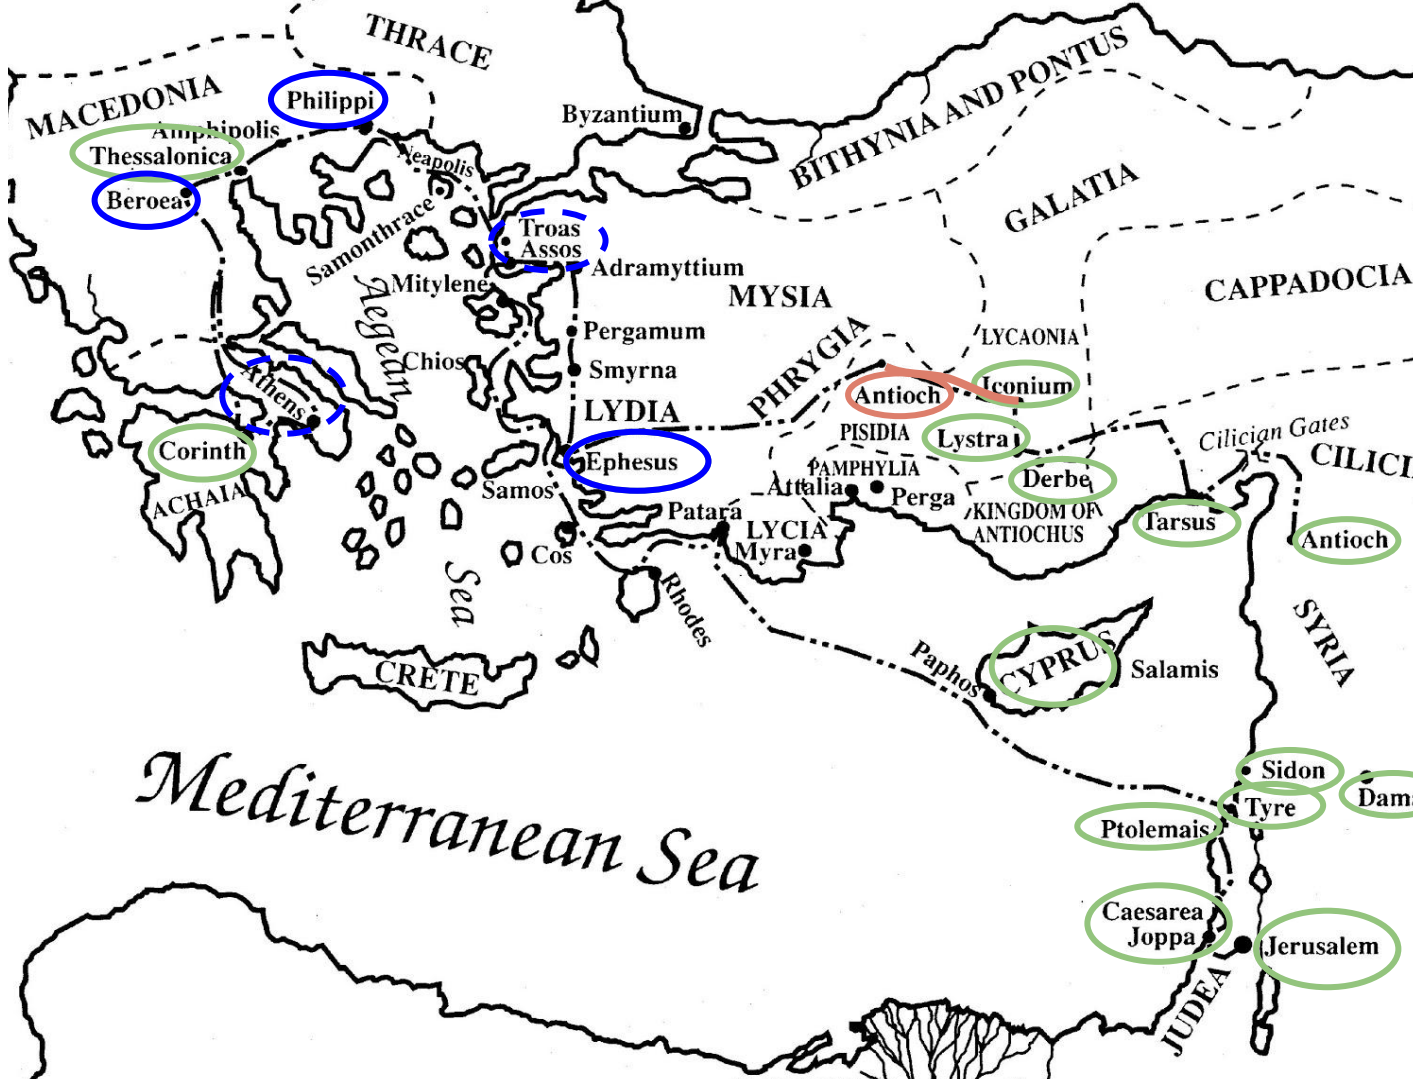 THRACE
MACEDONIA
Philippi
Byzantium
BITHYNIA AND PONTUS
Amphipolis
Thessalonica
Neapolis
Beroea
GALATIA
Samonthrace
Troas
Assos
Adramyttium
Mitylene
MYSIA
CAPPADOCIA
Aegean
Sea
Pergamum
PHRYGIA
LYCAONIA
Chios
Smyrna
Athens
Antioch
Iconium
LYDIA
PISIDIA
Lystra
Cilician Gates
Corinth
Ephesus
PAMPHYLIA
Derbe
CILICI
Samos
Attalia
Perga
ACHAIA
Patara
KINGDOM OF
ANTIOCHUS
Tarsus
LYCIA
Myra
Antioch
Cos
Rhodes
SYRIA
Paphos
CYPRUS
Salamis
CRETE
Mediterranean Sea
Sidon
Dam
Tyre
Ptolemais
Caesarea
Joppa
Jerusalem
JUDEA